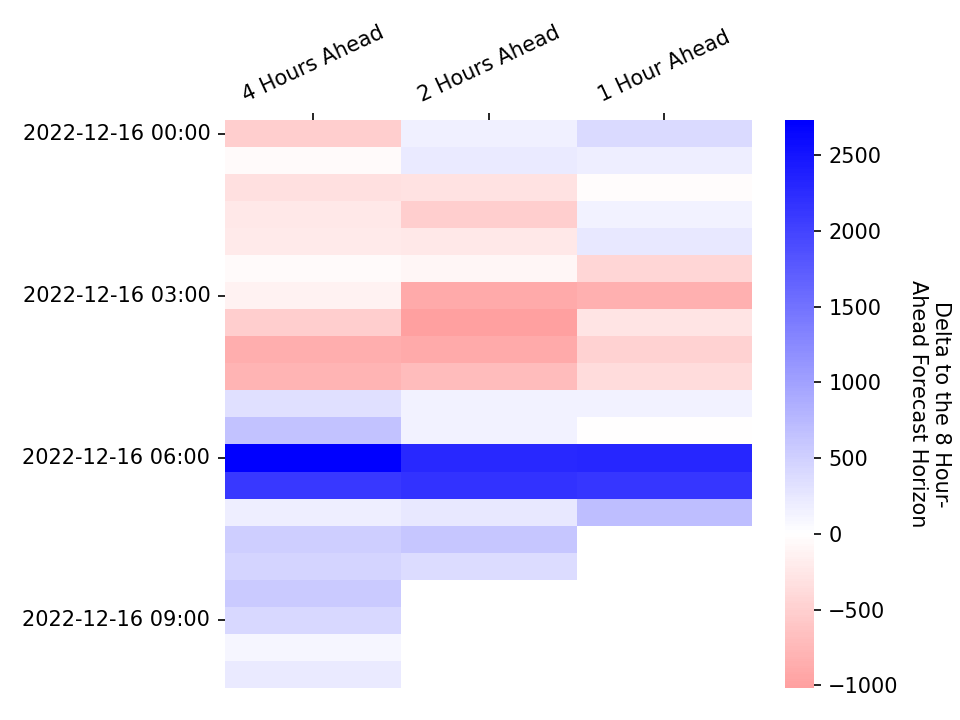 4 Hours Ahead
2 Hours Ahead
1 Hour Ahead
2022-12-16 00:00
2022-12-16 03:00
2022-12-16 06:00
2022-12-16 09:00
2500
2000
1500
1000
500
0
−500
−1000
Delta to the 8 Hour-
Ahead Forecast Horizon